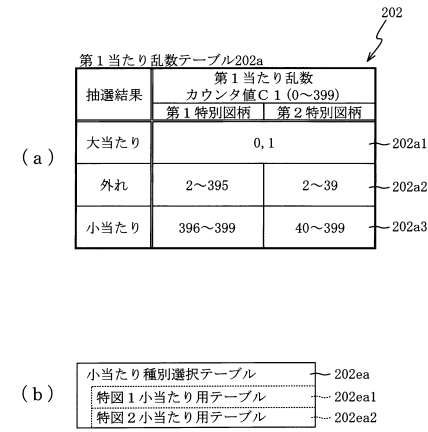 202
第１当たり乱数テーブル202a
抽選結果
第１当たり乱数
カウンタ値Ｃ１(0～399)
第１特別図柄 第２特別図柄
(a)
大当たり 0,1 202a1
外れ 2～395 2～39 202a2
小当たり 396～399 40～399 202a3
(b)
小当たり種別選択テーブル 202ea
特図１小当たり用テーブル 202ea1
特図２小当たり用テーブル 202ea2